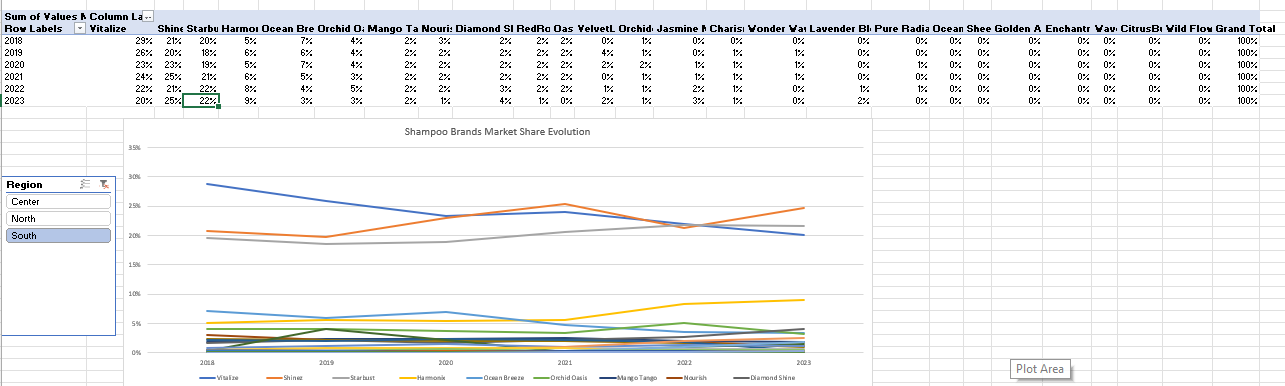 Sum of Values M Column La
Row Labels Vitalize Shine Starbu Harmor Ocean Bre Orchid Oa Mango Ta Nouris Diamond Sl RedRo Oas VelvetL Orchid Jasmine M Charis Wonder Wav Lavender Bl Pure Radia Ocean Shee Golden A Enchantr Wave CitrusBu Wild Flow Grand Total
2018 29% 21% 20% 5% 7% 4% 2% 3% 2% 2% 2% 0% 0% 0% 1% 0% 0% 0% 0% 0% 0% 0% 0% 0% 0% 100%
2019 26% 20% 18% 6% 6% 4% 2% 2% 2% 2% 2% 4% 1% 0% 1% 1% 0% 0% 0% 0% 0% 0% 0% 0% 0% 100%
2020 23% 23% 19% 5% 7% 4% 2% 2% 2% 2% 2% 2% 2% 0% 1% 1% 0% 1% 0% 0% 0% 0% 0% 0% 0% 100%
2021 24% 25% 21% 6% 5% 3% 2% 2% 2% 2% 2% 0% 1% 1% 1% 1% 0% 0% 0% 0% 0% 0% 0% 0% 0% 100%
2022 22% 21% 22% 8% 4% 5% 2% 2% 3% 2% 2% 0% 1% 2% 0% 1% 1% 1% 0% 0% 0% 0% 0% 0% 0% 100%
2023 20% 25% 22% 9% 3% 3% 2% 1% 4% 1% 0% 2% 1% 3% 1% 0% 2% 0% 0% 0% 0% 0% 0% 0% 0% 100%
Shampoo Brands Market Share Evolution
35%
30%
25%
20%
15%
10%
5%
0%
2018 2019 2020 2021 2022 2023
Vitalize Shinez Starbust Harmonix Ocean Breeze Orchid Oasis Mango Tango Nourish Diamond Shine
Region
Center
North
South
Plot Area